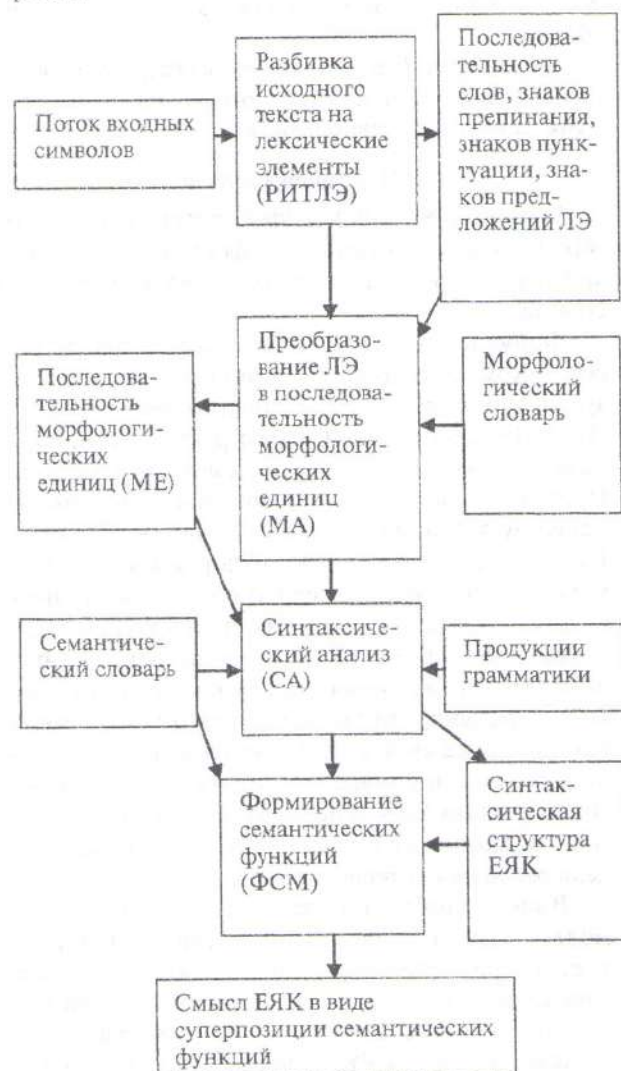 Поток входных
символов
Разбивка
исходного
текста на
лексические
элементы
(РИТЛЭ)
Последова-
тельность
слов, знаков
препинания,
знаков пунк-
туации, зна-
ков пред-
ложений ЛЭ
Последова-
тельность
морфологи-
ческих
единиц (МЕ)
Преобразо-
вание ЛЭ
в последова-
тельность
морфологи-
ческих
единиц
(МА)
Морфоло-
гический
словарь
Семантиче-
ский словарь
Синтаксиче-
ский анализ
(СА)
Продукции
грамматики
Формирование
семантических
функций
(ФСМ)
Синтак-
сическая
структура
ЕЯК
Смысл ЕЯК в виде
суперпозиции семантических
функций